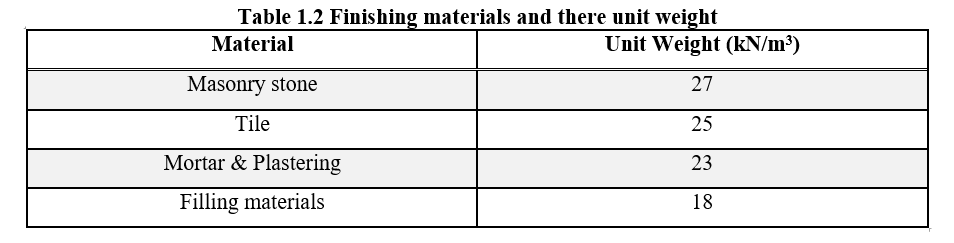 Table 1.2 Finishing materials and there unit weight
Material Unit Weight (kN/m³)
Masonry stone 27
Tile 25
Mortar & Plastering 23
Filling materials 18